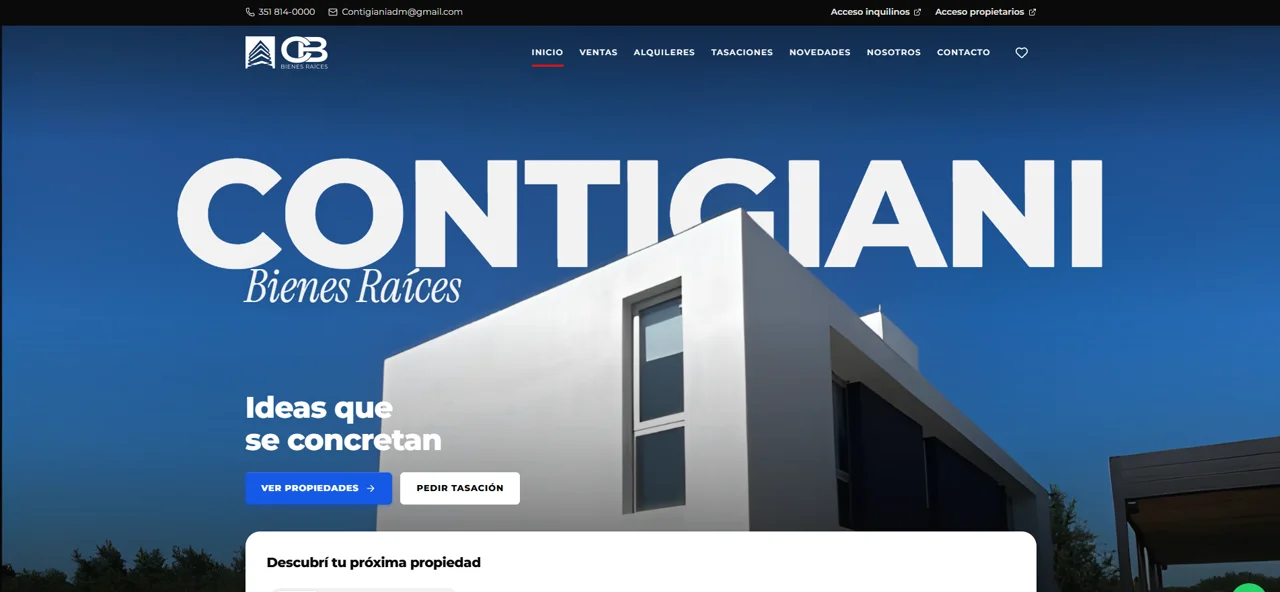 351 814-0000 Contigianiadm@gmail.com Acceso inquilinos Acceso propietarios
CB
BIENES RAÍCES
INICIO VENTAS ALQUILERES TASACIONES NOVEDADES NOSOTROS CONTACTO
CONTIGIANI
Bienes Raíces
Ideas que
se concretan
VER PROPIEDADES PEDIR TASACIÓN
Descubrí tu próxima propiedad